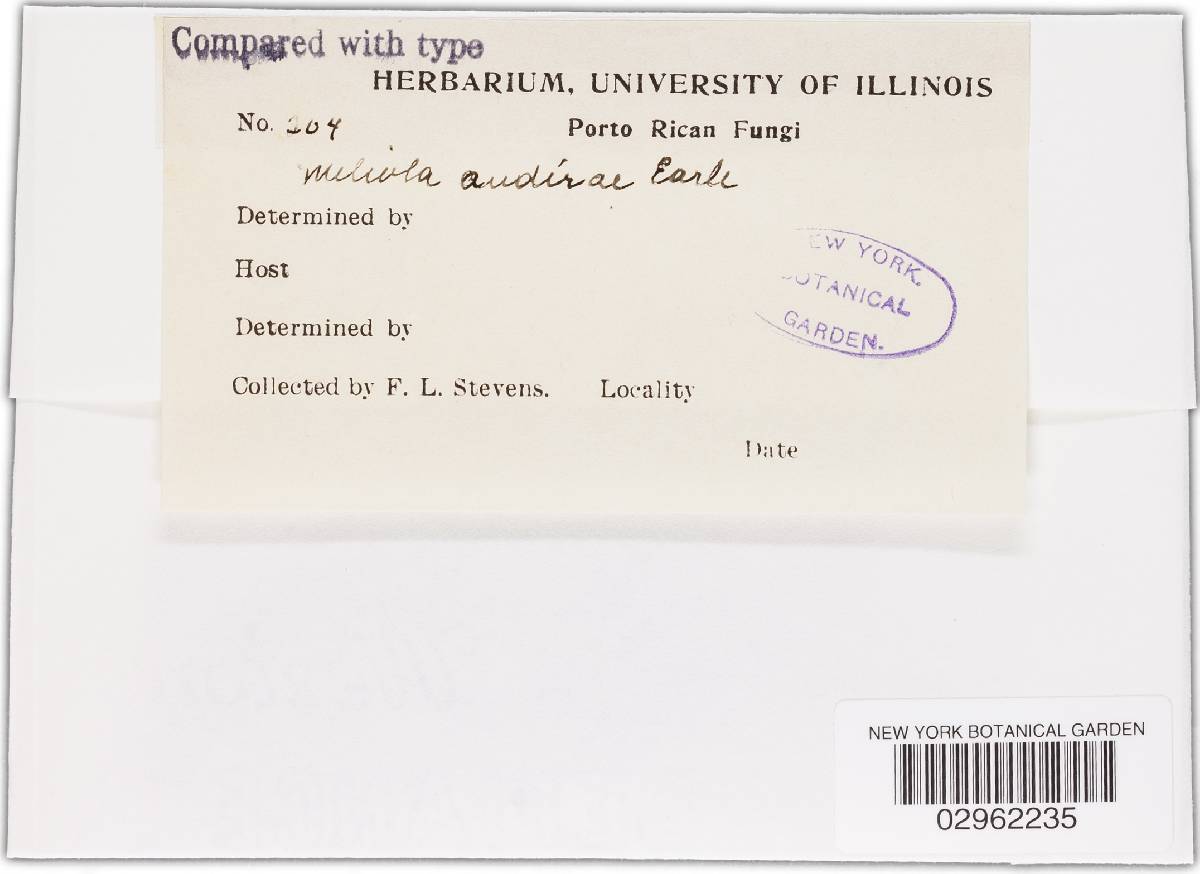 Compared with type
HERBARIUM, UNIVERSITY OF ILLINOIS
No. 204 Porto Rican Fungi
Meliola andirae Earle
Determined by
Host
Determined by
Collected by F. L. Stevens. Locality
Date
NEW YORK.
BOTANICAL
GARDEN.
NEW YORK BOTANICAL GARDEN
02962235